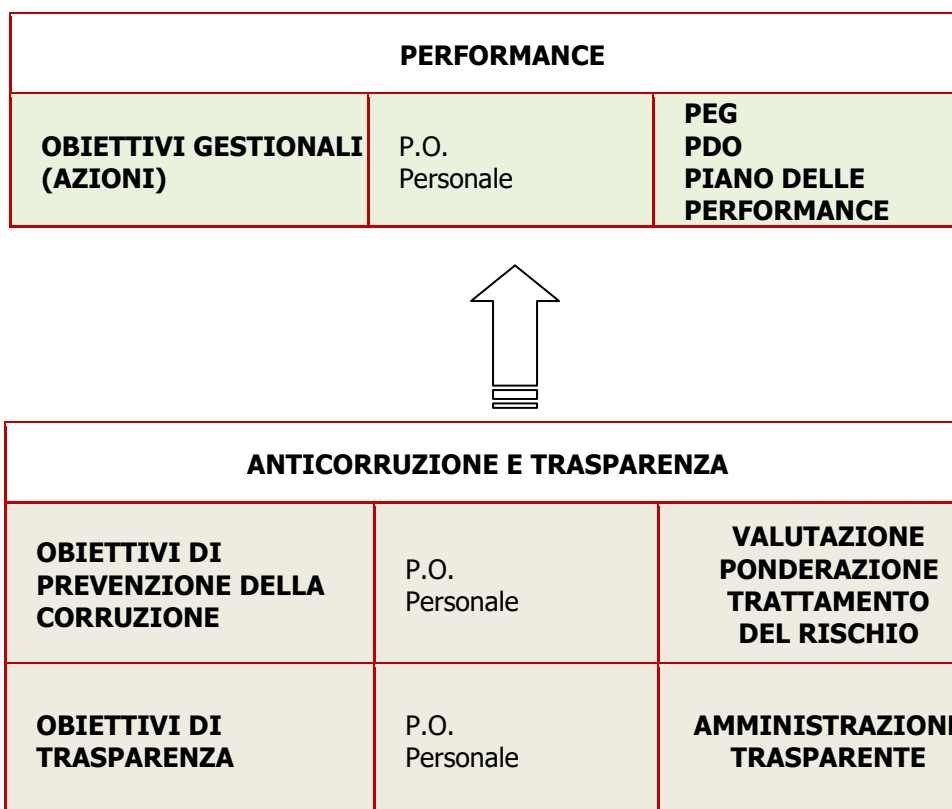 PERFORMANCE
OBIETTIVI GESTIONALI
(AZIONI)
P.O.
Personale
PEG
PDO
PIANO DELLE
PERFORMANCE
ANTICORRUZIONE E TRASPARENZA
OBIETTIVI DI
PREVENZIONE DELLA
CORRUZIONE
P.O.
Personale
VALUTAZIONE
PONDERAZIONE
TRATTAMENTO
DEL RISCHIO
OBIETTIVI DI
TRASPARENZA
P.O.
Personale
AMMINISTRAZIONE
TRASPARENTE